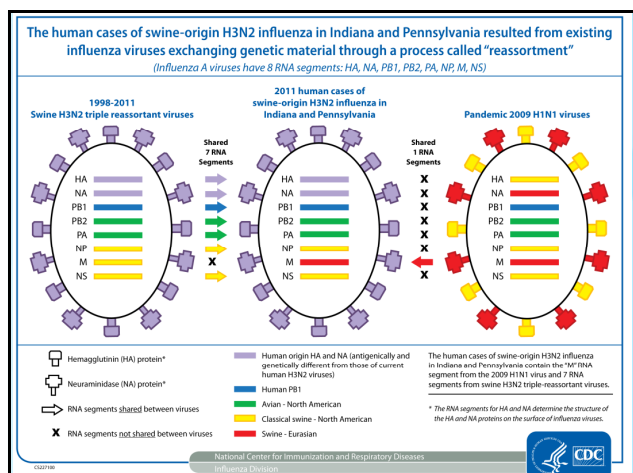 The human cases of swine-origin H3N2 influenza in Indiana and Pennsylvania resulted from existing
influenza viruses exchanging genetic material through a process called “reassortment”
(Influenza A viruses have 8 RNA segments: HA, NA, PB1, PB2, PA, NP, M, NS)
1998-2011
Swine H3N2 triple reassortant viruses
Shared
7 RNA
Segments
2011 human cases of
swine-origin H3N2 influenza in
Indiana and Pennsylvania
Shared
1 RNA
Segments
Pandemic 2009 H1N1 viruses
HA
NA
PB1
PB2
PA
NP
M
NS
X
HA
NA
PB1
PB2
PA
NP
M
NS
X
X
X
X
X
X
X
HA
NA
PB1
PB2
PA
NP
M
NS
Hemagglutinin (HA) protein*
Neuraminidase (NA) protein*
RNA segments shared between viruses
X RNA segments not shared between viruses
Human origin HA and NA (antigenically and
genetically different from those of current
human H3N2 viruses)
Human PB1
Avian - North American
Classical swine - North American
Swine - Eurasian
The human cases of swine-origin H3N2 influenza
in Indiana and Pennsylvania contain the “M” RNA
segment from the 2009 H1N1 virus and 7 RNA
segments from swine H3N2 triple-reassortant viruses.
* The RNA segments for HA and NA determine the structure of
the HA and NA proteins on the surface of influenza viruses.
National Center for Immunization and Respiratory Diseases
Influenza Division
CS227100
CDC